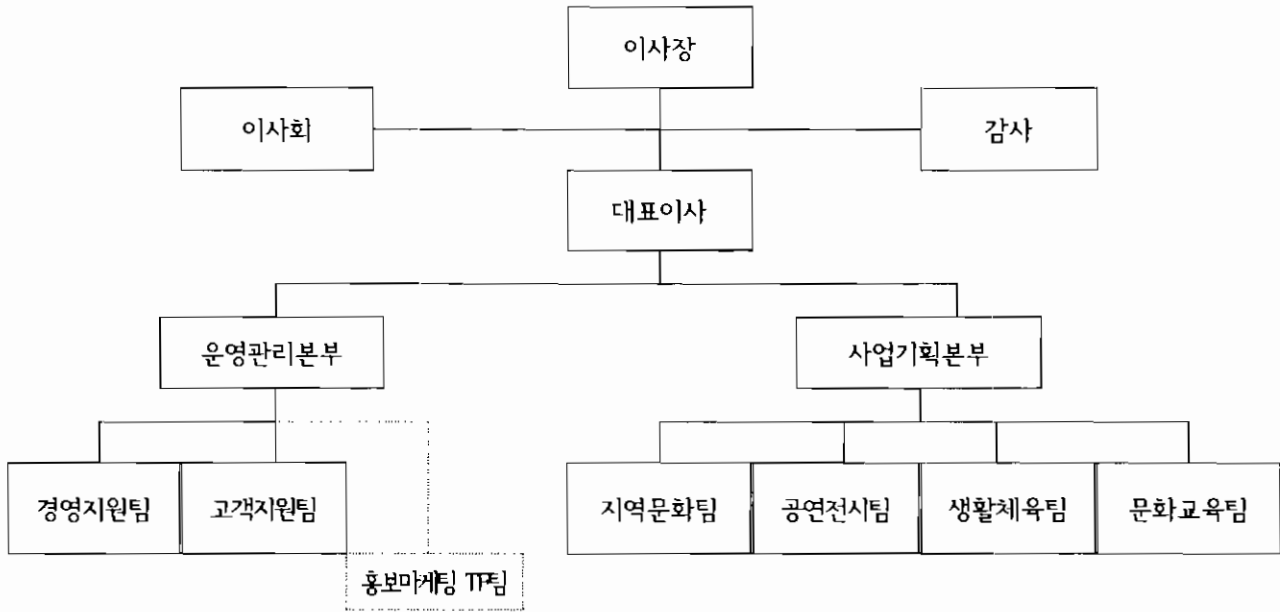 이사장
이사회
감사
대표이사
운영관리본부
사업기획본부
경영지원팀
고객지원팀
지역문화팀
공연전시팀
생활체육팀
문화교육팀
홍보마케팅 TF팀